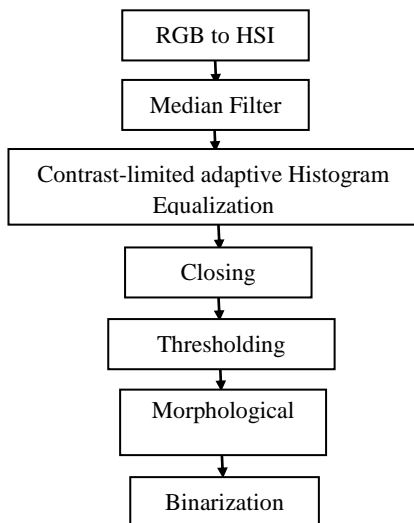 RGB to HSI
Median Filter
Contrast-limited adaptive Histogram
Equalization
Closing
Thresholding
Morphological
Binarization